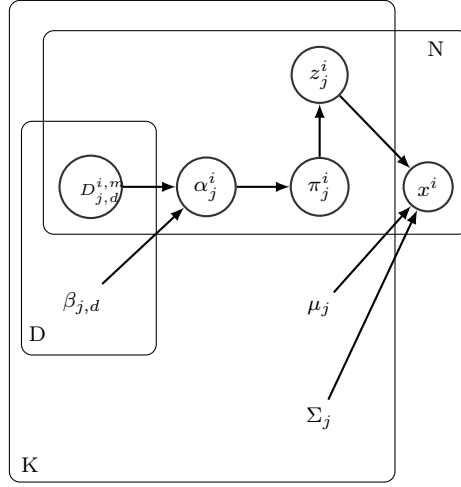 N
z_j^i
D_{j,d}^{i,m}
α_j^i
π_j^i
x^i
β_{j,d}
μ_j
D
Σ_j
K